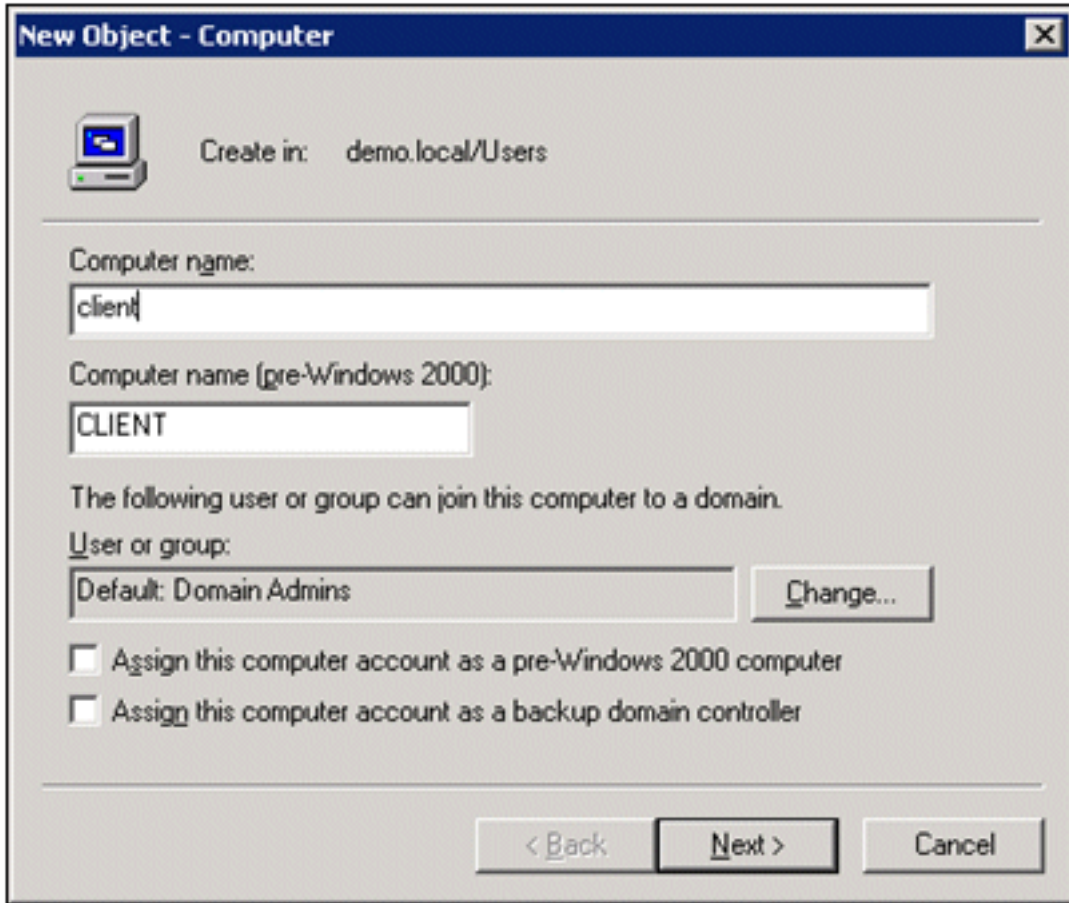 New Object - Computer
Create in: demo.local/Users
Computer name:
client
Computer name (pre-Windows 2000):
CLIENT
The following user or group can join this computer to a domain.
User or group:
Default: Domain Admins
Change...
Assign this computer account as a pre-Windows 2000 computer
Assign this computer account as a backup domain controller
< Back Next > Cancel